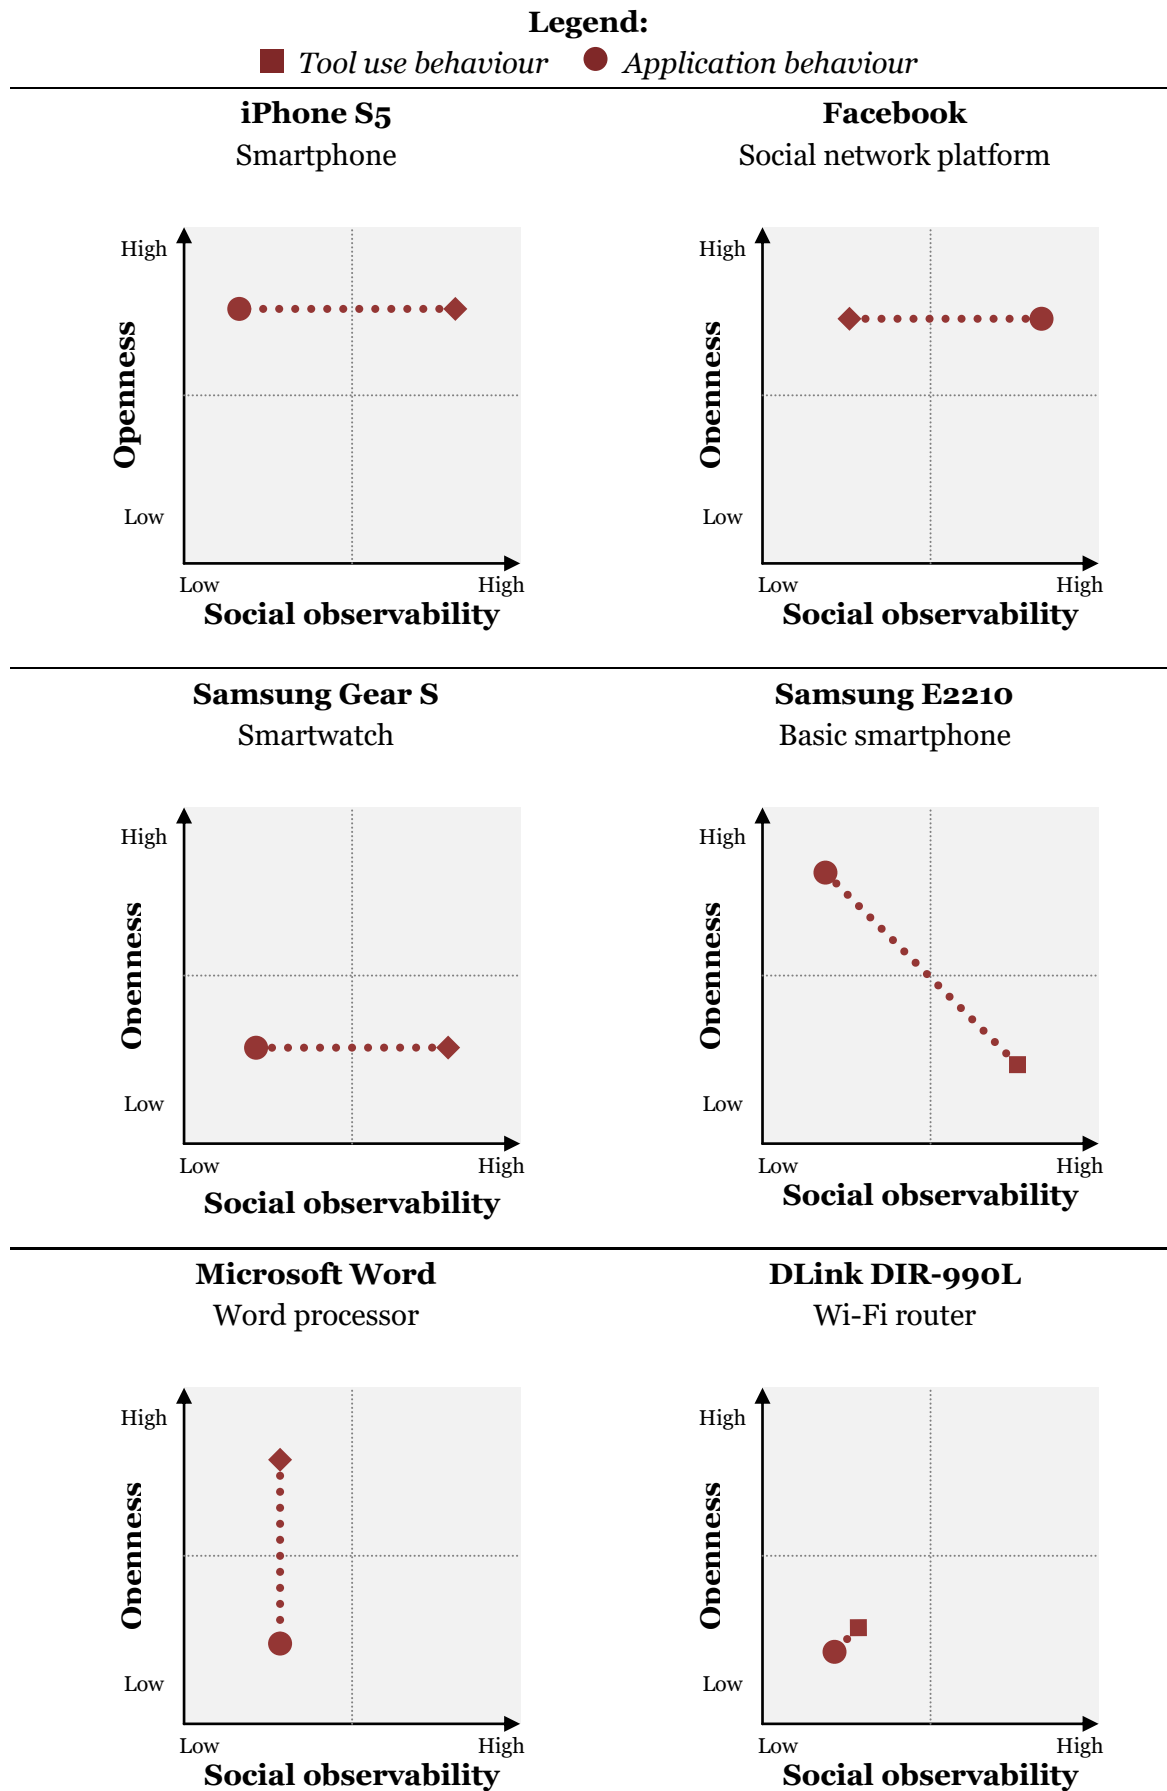 Legend:
Tool use behaviour Application behaviour
iPhone S5 Facebook
Smartphone Social network platform
High High
Openness Openness
Low Low
Low High Low High
Social observability Social observability
Samsung Gear S Samsung E2210
Smartwatch Basic smartphone
High High
Openness Openness
Low Low
Low High Low High
Social observability Social observability
Microsoft Word DLink DIR-990L
Word processor Wi-Fi router
High High
Openness Openness
Low Low
Low High Low High
Social observability Social observability